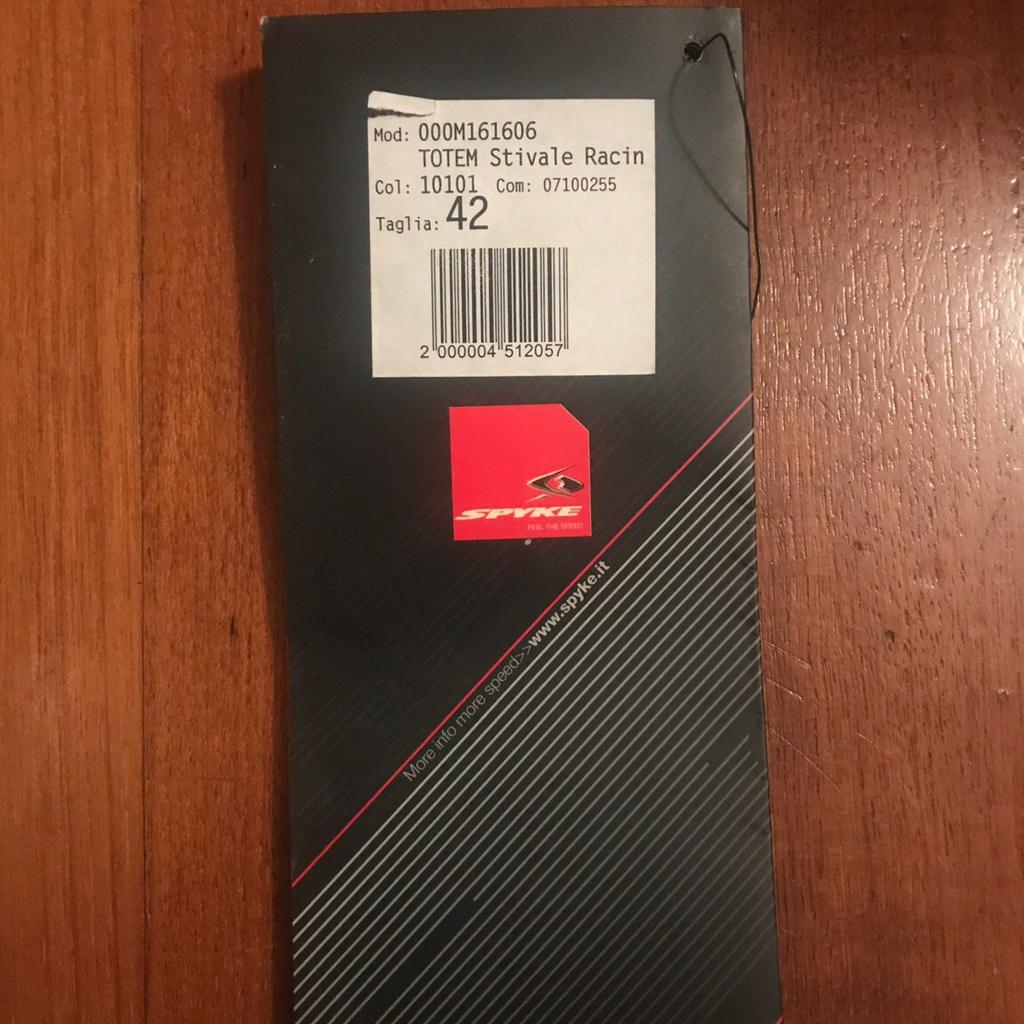 Mod: 000M161606
TOTEM Stivale Racin
Col: 10101 Com: 07100255
Taglia: 42
2 000004 512057
SPYKE
FEEL THE SPEED
More info more speed>>www.spyke.it